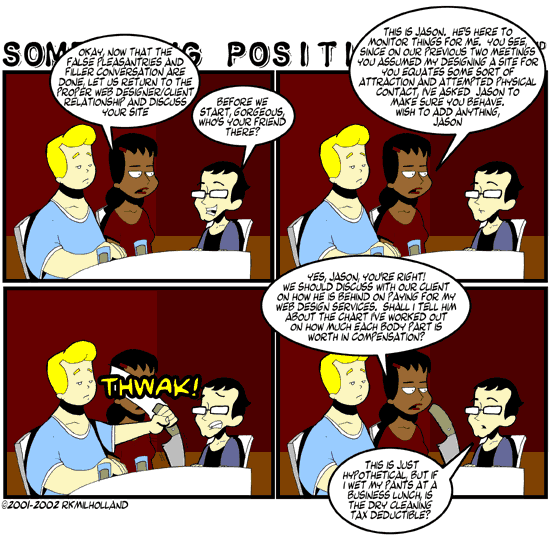 SOM G POSITI
OKAY, NOW THAT THE
FALSE PLEASANTRIES AND
FILLER CONVERSATION ARE
DONE, LET US RETURN TO THE
PROPER WEB DESIGNER/CLIENT
RELATIONSHIP AND DISCUSS
YOUR SITE
BEFORE WE
START, GORGEOUS,
WHO'S YOUR FRIEND
THERE?
THIS IS JASON. HE'S HERE TO
MONITOR THINGS FOR ME. YOU SEE,
SINCE ON OUR PREVIOUS TWO MEETINGS
YOU ASSUMED MY DESIGNING A SITE FOR
YOU EQUATES SOME SORT OF
ATTRACTION AND ATTEMPTED PHYSICAL
CONTACT, I'VE ASKED JASON TO
MAKE SURE YOU BEHAVE.
WISH TO ADD ANYTHING,
JASON
THWAK!
YES, JASON, YOU'RE RIGHT!
WE SHOULD DISCUSS WITH OUR CLIENT
ON HOW HE IS BEHIND ON PAYING FOR MY
WEB DESIGN SERVICES. SHALL I TELL HIM
ABOUT THE CHART I'VE WORKED OUT
ON HOW MUCH EACH BODY PART IS
WORTH IN COMPENSATION?
THIS IS JUST
HYPOTHETICAL, BUT IF
I WET MY PANTS AT A
BUSINESS LUNCH, IS
THE DRY CLEANING
TAX DEDUCTIBLE?
©2001-2002 RKMILHOLLAND